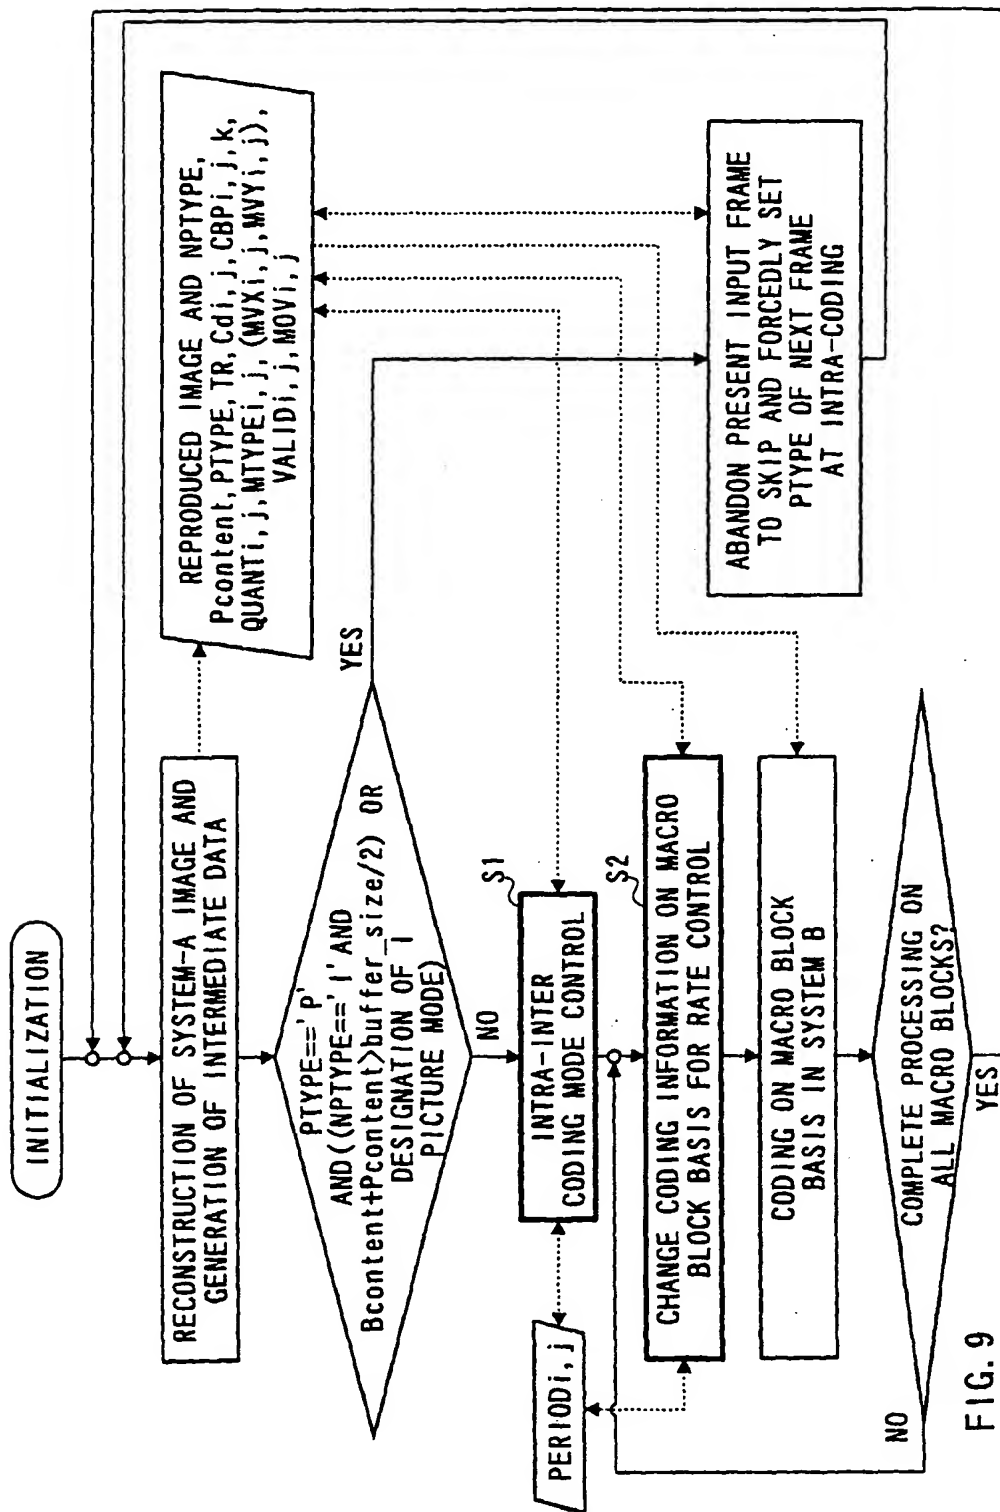 INITIALIZATION
RECONSTRUCTION OF SYSTEM-A IMAGE AND
GENERATION OF INTERMEDIATE DATA
REPRODUCED IMAGE AND NPTYPE,
Pcontent,PTYPE,TR,Cdi,j,CBPi,j,k,
QUANTi,j,MTYPEi,j,(MVXi,j,MVYi,j),
VALIDi,j,MOVi,j
PTYPE=='P'
AND((NPTYPE=='I'AND
Bcontent+Pcontent>buffer_size/2) OR
DESIGNATION OF I
PICTURE MODE)
YES
NO
ABANDON PRESENT INPUT FRAME
TO SKIP AND FORCEDLY SET
PTYPE OF NEXT FRAME
AT INTRA-CODING
S1
INTRA-INTER
CODING MODE CONTROL
PERIODi,j
S2
CHANGE CODING INFORMATION ON MACRO
BLOCK BASIS FOR RATE CONTROL
CODING ON MACRO BLOCK
BASIS IN SYSTEM B
COMPLETE PROCESSING ON
ALL MACRO BLOCKS?
NO
YES
FIG.9